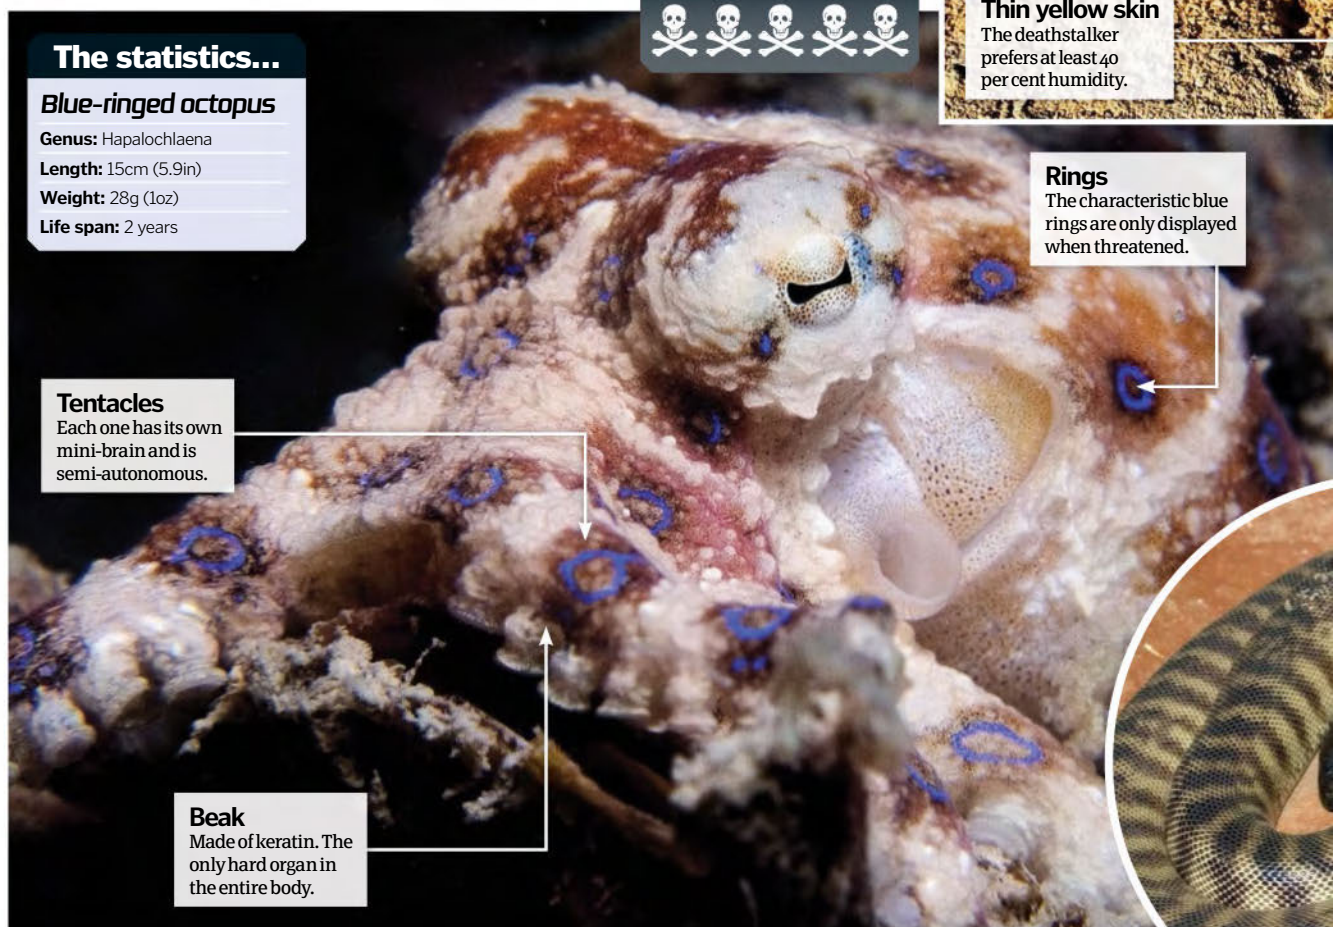 The statistics...
Blue-ringed octopus
Genus: Hapalochlaena
Length: 15cm (5.9in)
Weight: 28g (1oz)
Life span: 2 years
Thin yellow skin
The deathstalker
prefers at least 40
per cent humidity.
Rings
The characteristic blue
rings are only displayed
when threatened.
Tentacles
Each one has its own
mini-brain and is
semi-autonomous.
Beak
Made of keratin. The
only hard organ in
the entire body.